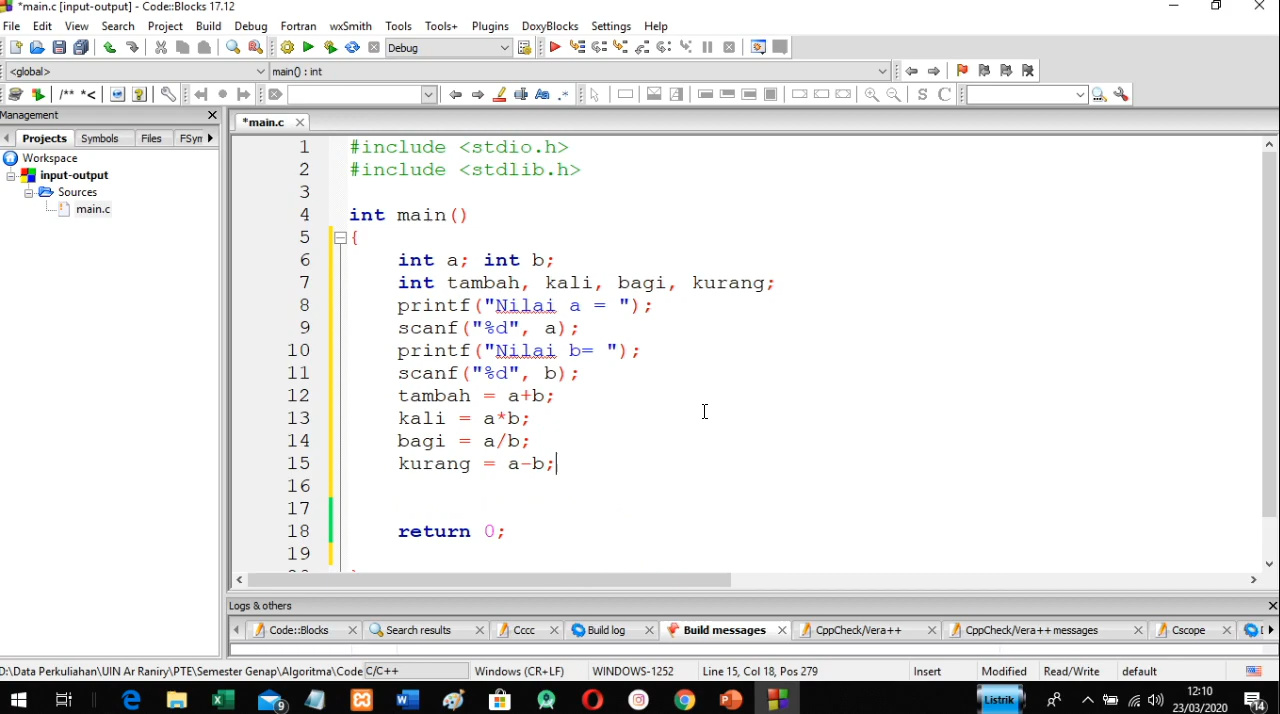 *main.c [input-output] - Code::Blocks 17.12
File Edit View Search Project Build Debug Fortran wxSmith Tools Tools+ Plugins DoxyBlocks Settings Help
Debug
<global> main() : int
/** *<
S C
Management
Projects Symbols Files FSyn
*main.c
Workspace
input-output
Sources
main.c
1 #include <stdio.h>
2 #include <stdlib.h>
3
4 int main()
5 {
6 int a; int b;
7 int tambah, kali, bagi, kurang;
8 printf("Nilai a = ");
9 scanf("%d", a);
10 printf("Nilai b= ");
11 scanf("%d", b);
12 tambah = a+b;
13 kali = a*b;
14 bagi = a/b;
15 kurang = a-b;
16
17
18 return 0;
19
Logs & others
Code::Blocks Search results Cccc Build log Build messages CppCheck/Vera++ CppCheck/Vera++ messages Cscope
D:\Data Perkuliahan\UIN Ar Raniry\PTE\Semester Genap\Algoritma\Code C/C++ Windows (CR+LF) WINDOWS-1252 Line 15, Col 18, Pos 279 Insert Modified Read/Write default
9 Listrik 12:10
23/03/2020 14